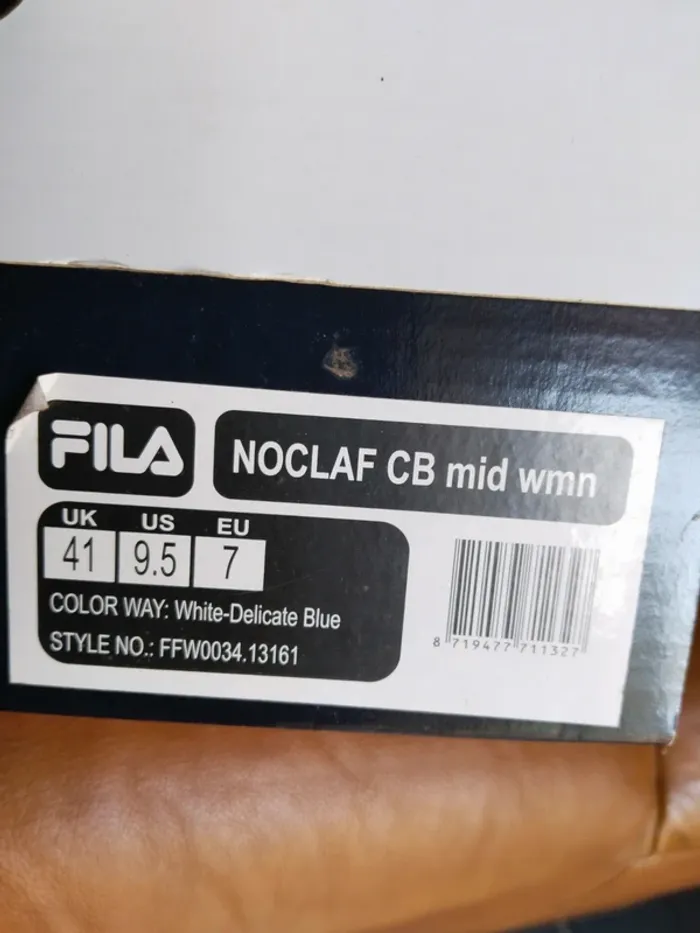 FILA
NOCLAF CB mid wmn
UK US EU
41 9.5 7
COLOR WAY: White-Delicate Blue
STYLE NO.: FFW0034.13161
8 719477 711327